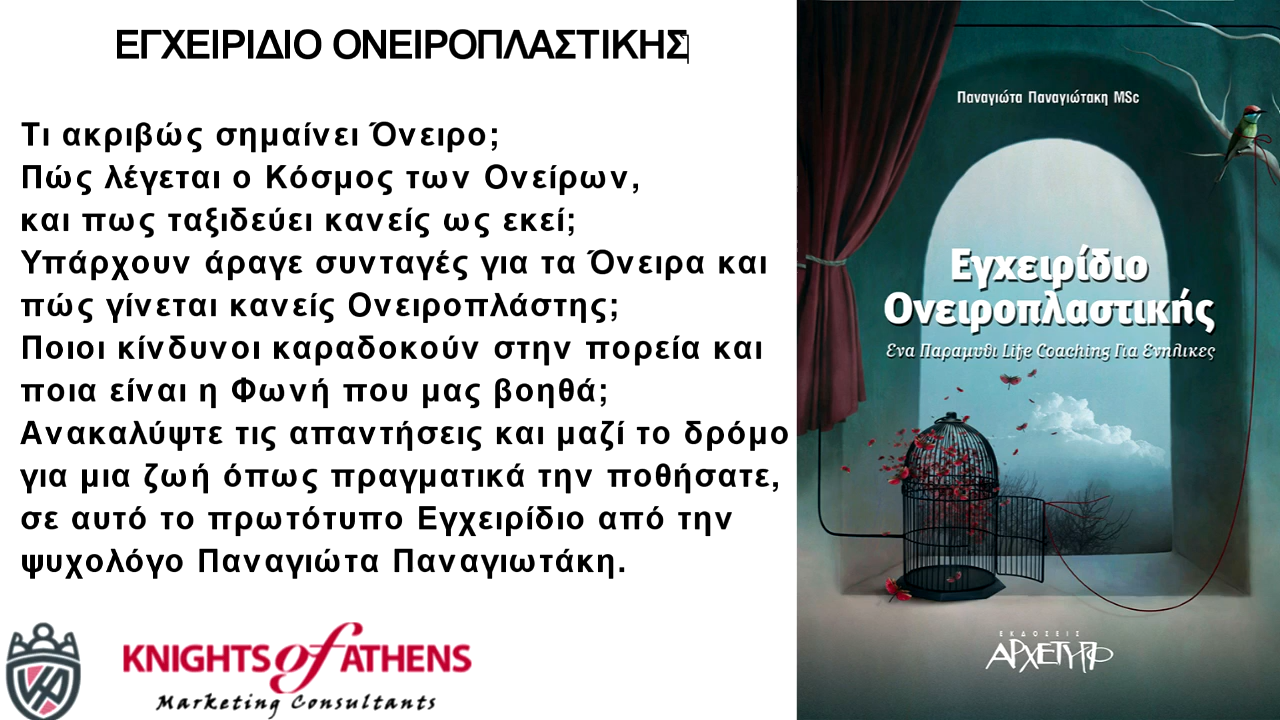 ΕΓΧΕΙΡΙΔΙΟ ΟΝΕΙΡΟΠΛΑΣΤΙΚΗΣ
Τι ακριβώς σημαίνει Όνειρο;
Πώς λέγεται ο Κόσμος των Ονείρων,
και πως ταξιδεύει κανείς ως εκεί;
Υπάρχουν άραγε συνταγές για τα Όνειρα και
πώς γίνεται κανείς Ονειροπλάστης;
Ποιοι κίνδυνοι καραδοκούν στην πορεία και
ποια είναι η Φωνή που μας βοηθά;
Ανακαλύψτε τις απαντήσεις και μαζί το δρόμο
για μια ζωή όπως πραγματικά την ποθήσατε,
σε αυτό το πρωτότυπο Εγχειρίδιο από την
ψυχολόγο Παναγιώτα Παναγιωτάκη.
KNIGHTS of ATHENS
Marketing Consultants
Παναγιώτα Παναγιώτακη MSc
Εγχειρίδιο
Ονειροπλαστικής
Ενα Παραμυθι Life Coaching Για Ενηλικες
ΕΚΔΟΣΕΙΣ
ΑΡΧΕΤΥΠΟ